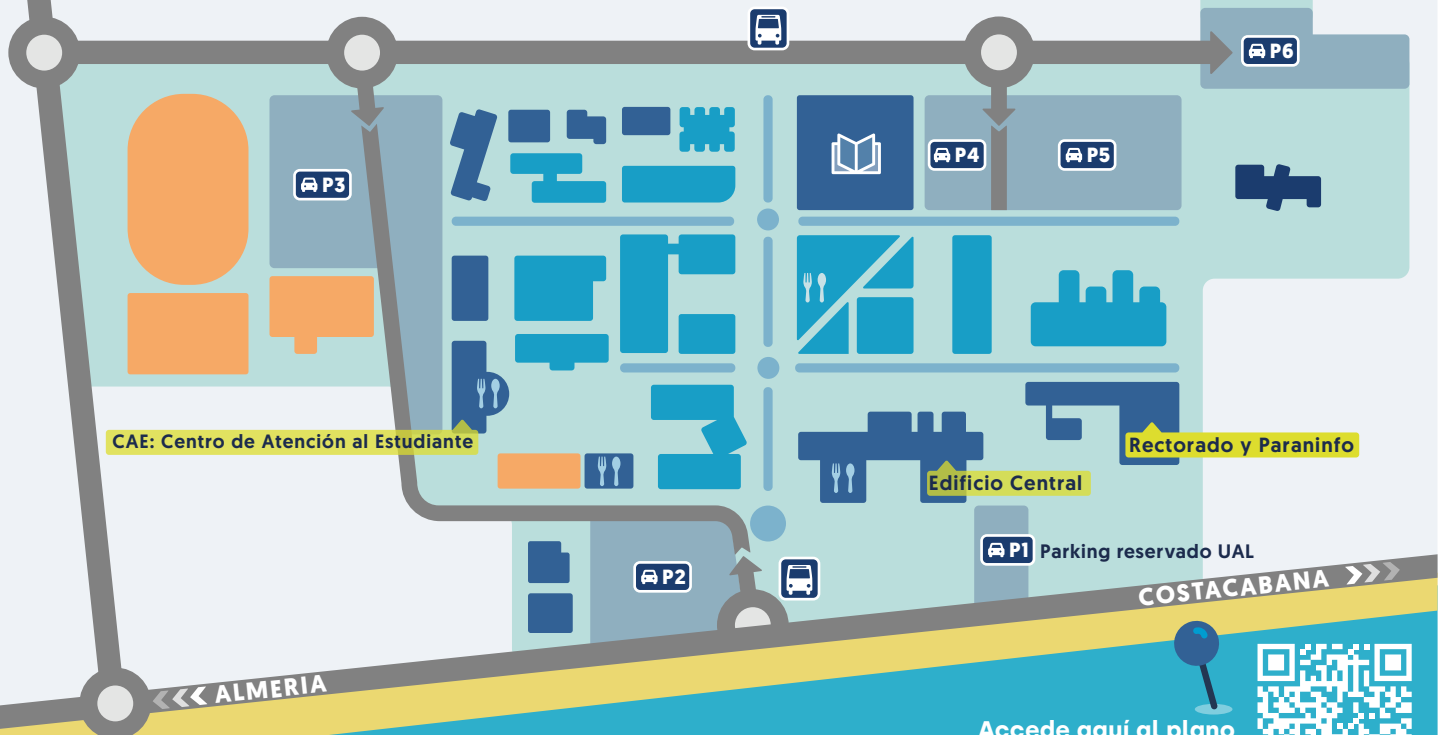 P6
P3
P4
P5
CAE: Centro de Atención al Estudiante
Rectorado y Paraninfo
Edificio Central
P1 Parking reservado UAL
P2
COSTACABANA
ALMERIA
Accede aquí al plano